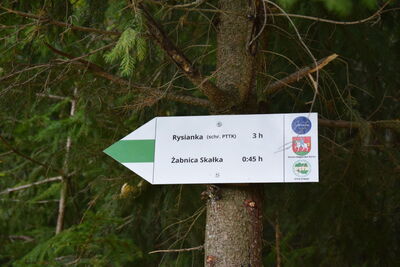 Rysianka (schr. PTTK) 3 h
Żabnica Skałka 0:45 h